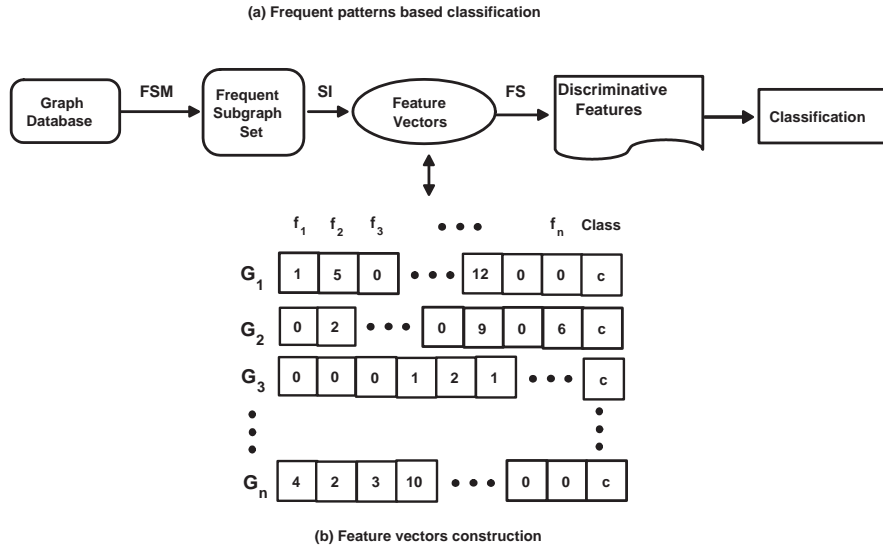 (a) Frequent patterns based classification
Graph Database
FSM
Frequent Subgraph Set
SI
Feature Vectors
FS
Discriminative Features
Classification
f1 f2 f3 • • • fn Class
G1 1 5 0 • • • 12 0 0 c
G2 0 2 • • • 0 9 0 6 c
G3 0 0 0 1 2 1 • • • c
Gn 4 2 3 10 • • • 0 0 c
(b) Feature vectors construction